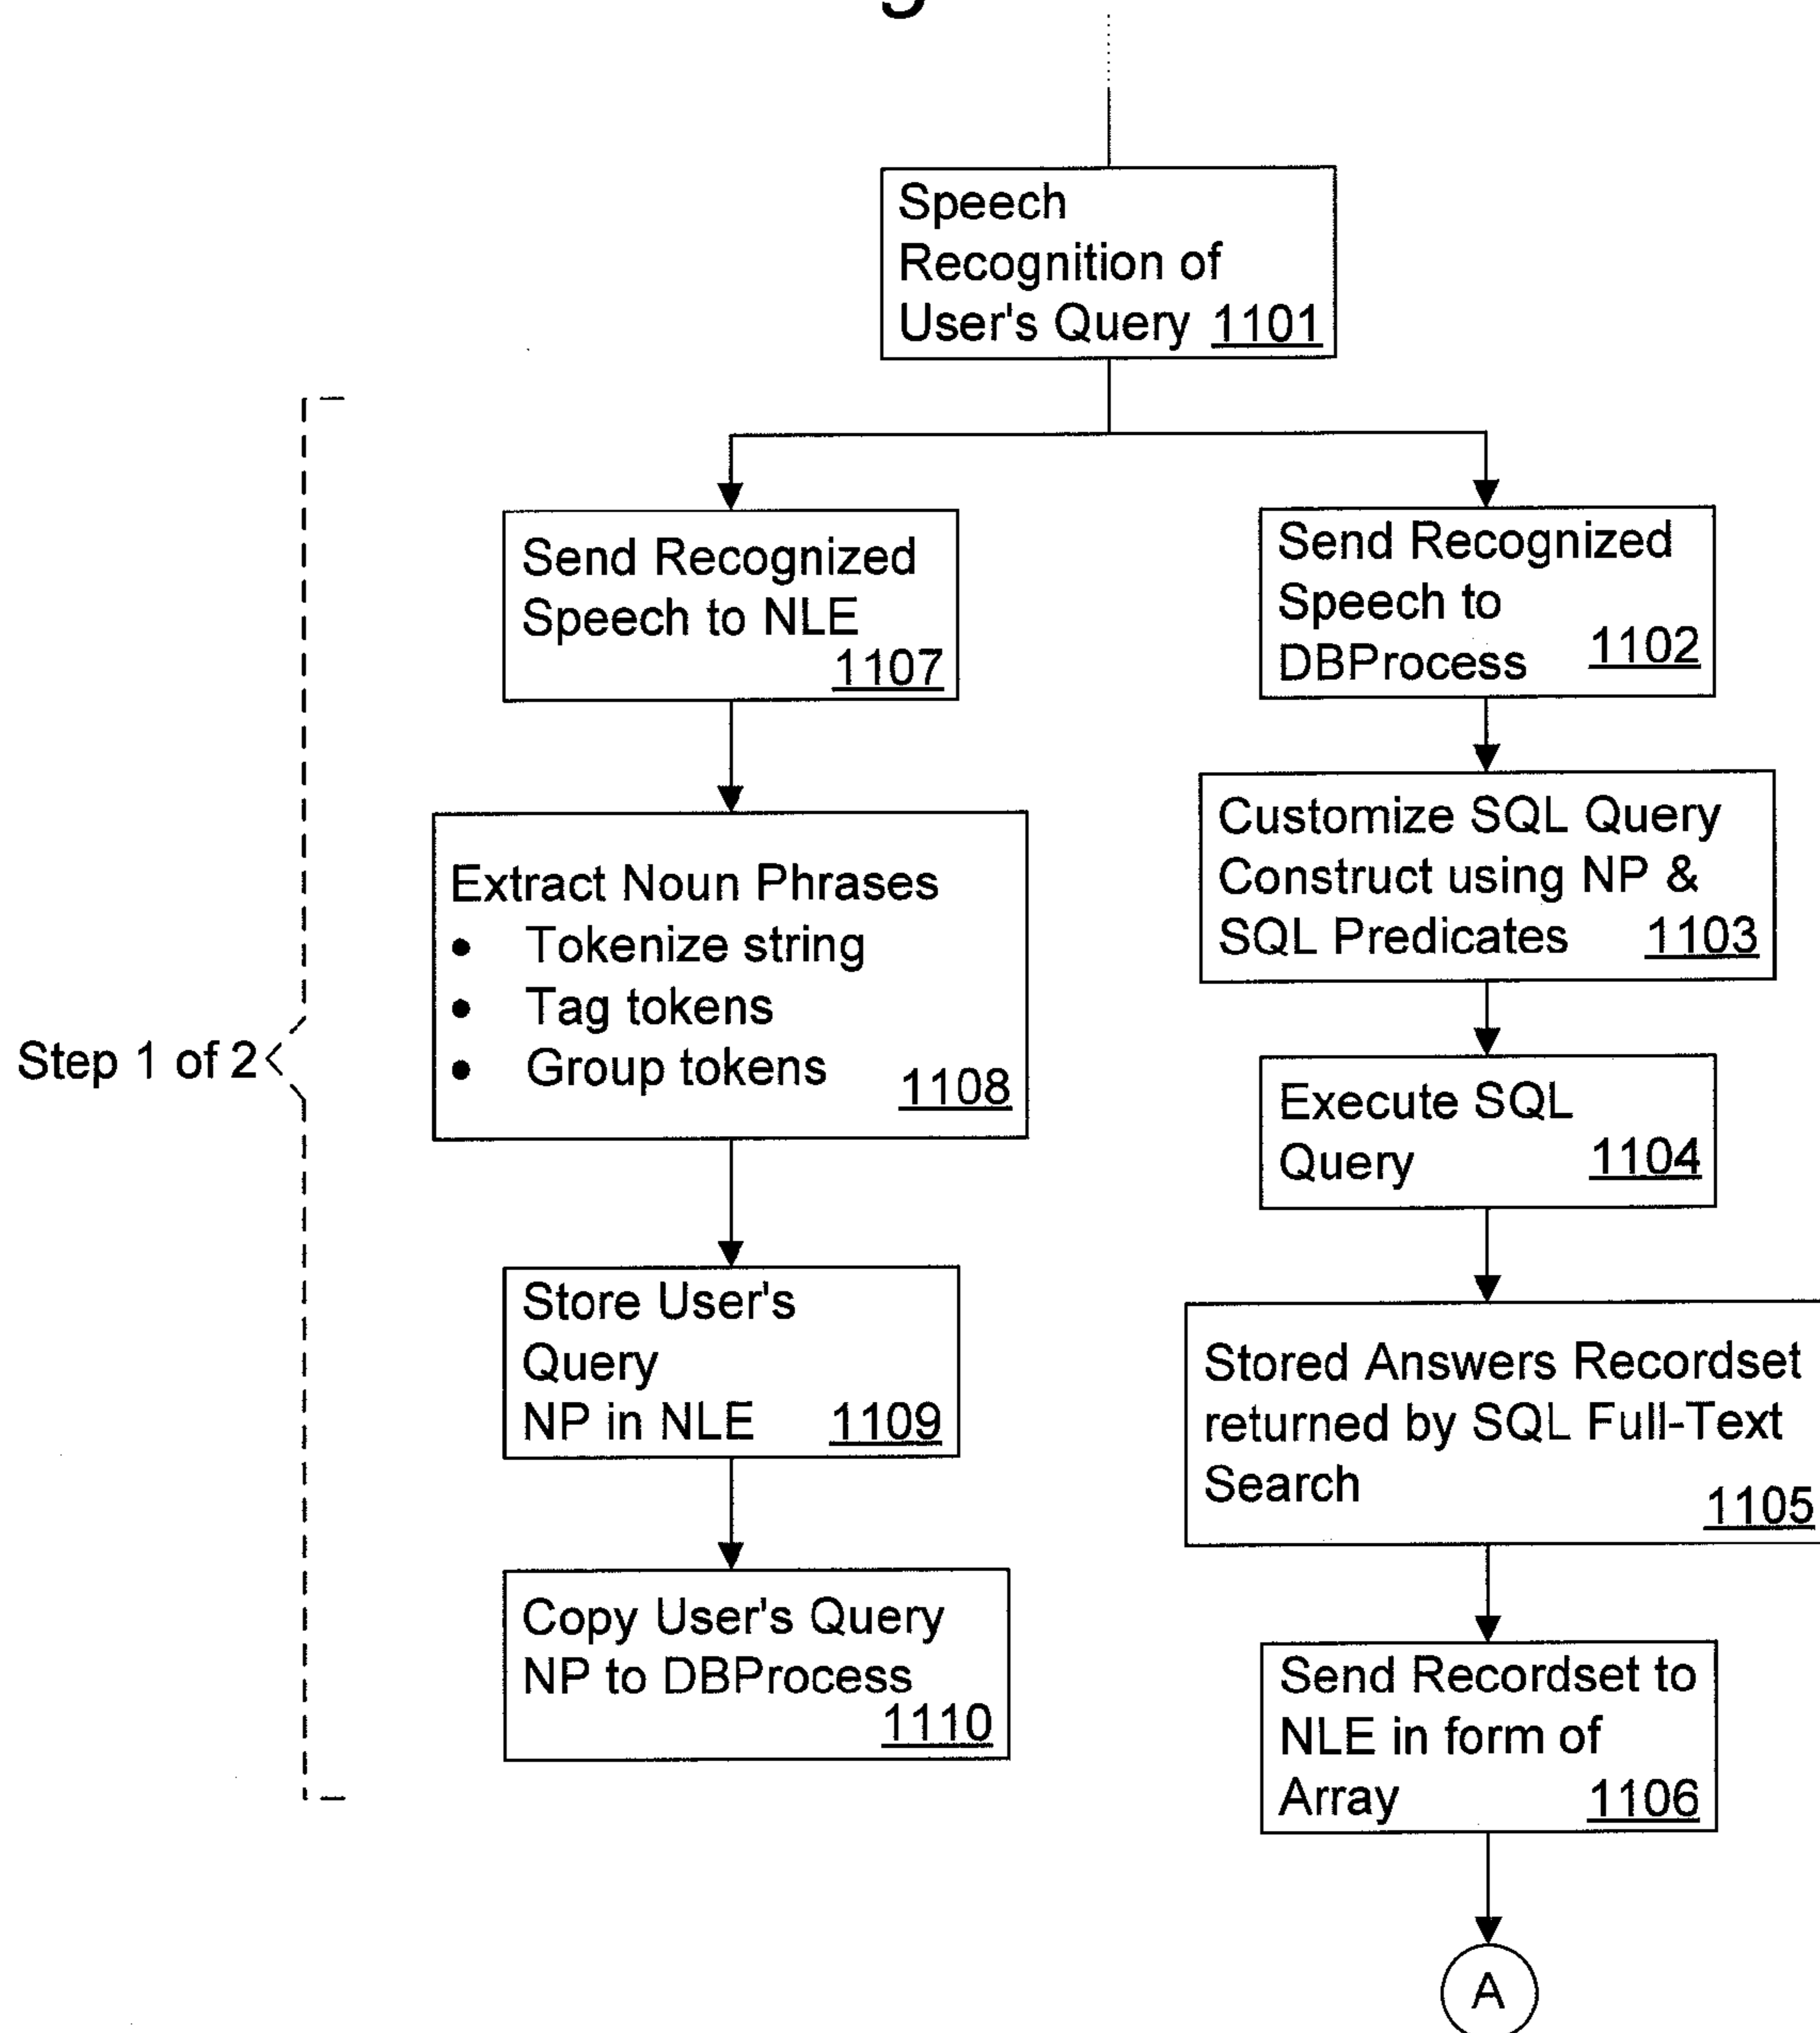 Speech
Recognition of
User's Query 1101
Send Recognized
Speech to NLE
1107
Send Recognized
Speech to
DBProcess 1102
Extract Noun Phrases
• Tokenize string
• Tag tokens
• Group tokens
1108
Customize SQL Query
Construct using NP &
SQL Predicates 1103
Step 1 of 2
Execute SQL
Query 1104
Store User's
Query
NP in NLE 1109
Stored Answers Recordset
returned by SQL Full-Text
Search
1105
Copy User's Query
NP to DBProcess
1110
Send Recordset to
NLE in form of
Array 1106
A